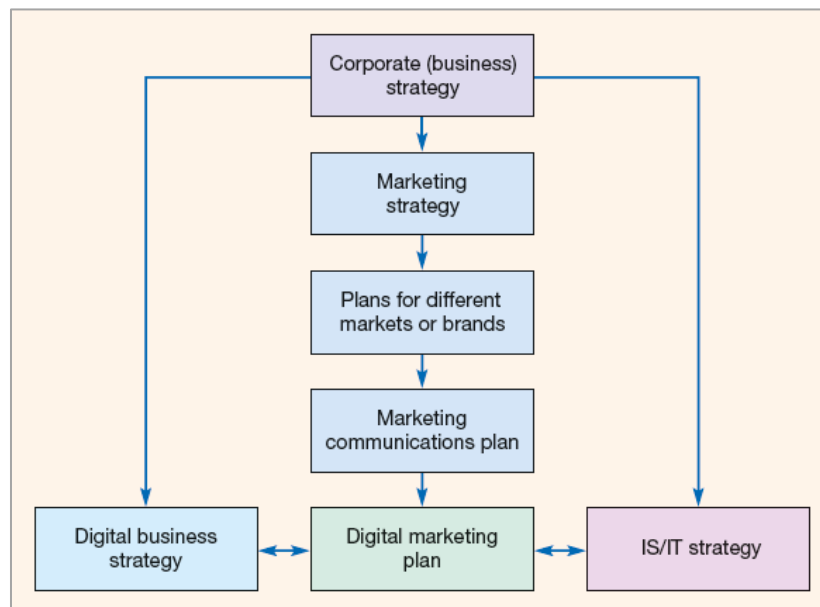 Corporate (business)
strategy
Marketing
strategy
Plans for different
markets or brands
Marketing
communications plan
Digital business
strategy
Digital marketing
plan
IS/IT strategy